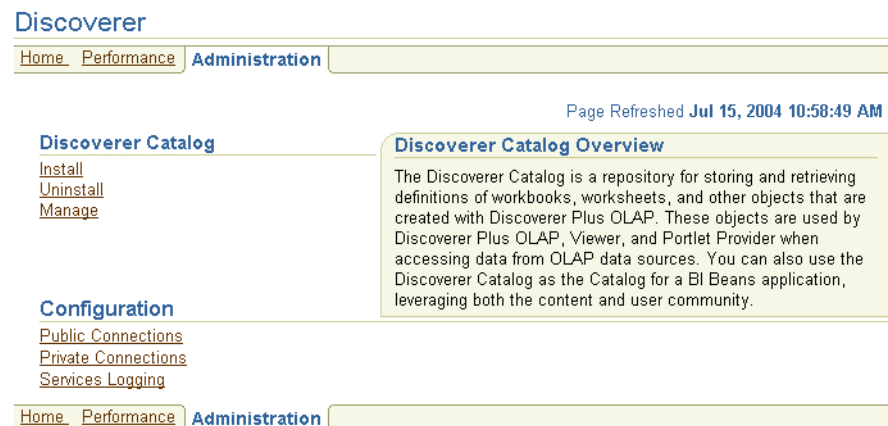 Discoverer
Home Performance Administration
Page Refreshed Jul 15, 2004 10:58:49 AM
Discoverer Catalog
Install
Uninstall
Manage
Discoverer Catalog Overview
The Discoverer Catalog is a repository for storing and retrieving
definitions of workbooks, worksheets, and other objects that are
created with Discoverer Plus OLAP. These objects are used by
Discoverer Plus OLAP, Viewer, and Portlet Provider when
accessing data from OLAP data sources. You can also use the
Discoverer Catalog as the Catalog for a BI Beans application,
leveraging both the content and user community.
Configuration
Public Connections
Private Connections
Services Logging
Home Performance Administration